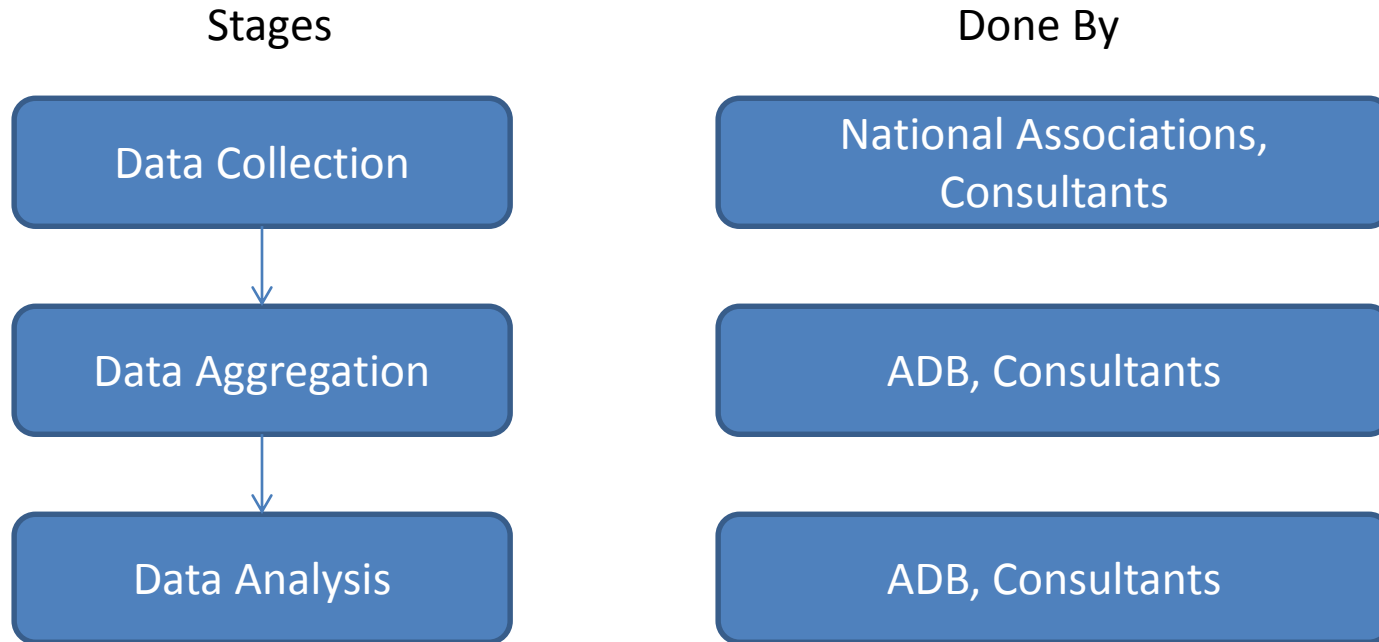 Stages
Done By
Data Collection
National Associations,
Consultants
Data Aggregation
ADB, Consultants
Data Analysis
ADB, Consultants